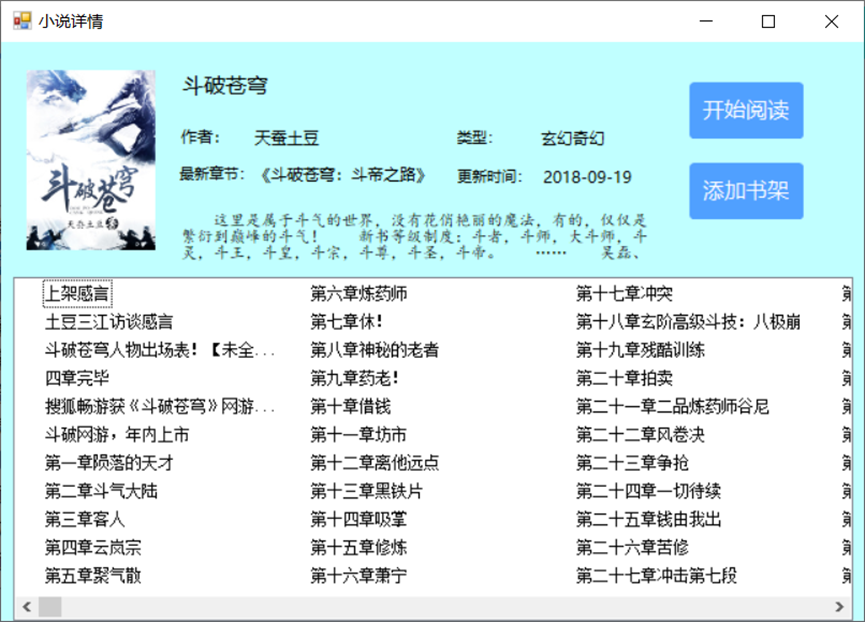 小说详情
斗破苍穹
天蚕土豆
斗破苍穹
作者： 天蚕土豆 类型： 玄幻奇幻
最新章节： 《斗破苍穹：斗帝之路》 更新时间： 2018-09-19
这里是属于斗气的世界，没有花俏艳丽的魔法，有的，仅仅是
繁衍到巅峰的斗气！ 新书等级制度：斗者，斗师，大斗师，斗
灵，斗王，斗皇，斗宗，斗尊，斗圣，斗帝。 …… 吴磊、
开始阅读
添加书架
上架感言
土豆三江访谈感言
斗破苍穹人物出场表！【未全...
四章完毕
搜狐畅游获《斗破苍穹》网游...
斗破网游，年内上市
第一章陨落的天才
第二章斗气大陆
第三章客人
第四章云岚宗
第五章聚气散
第六章炼药师
第七章休！
第八章神秘的老者
第九章药老！
第十章借钱
第十一章坊市
第十二章离他远点
第十三章黑铁片
第十四章吸掌
第十五章修炼
第十六章萧宁
第十七章冲突
第十八章玄阶高级斗技：八极崩
第十九章残酷训练
第二十章拍卖
第二十一章二品炼药师谷尼
第二十二章风卷决
第二十三章争抢
第二十四章一切待续
第二十五章钱由我出
第二十六章苦修
第二十七章冲击第七段